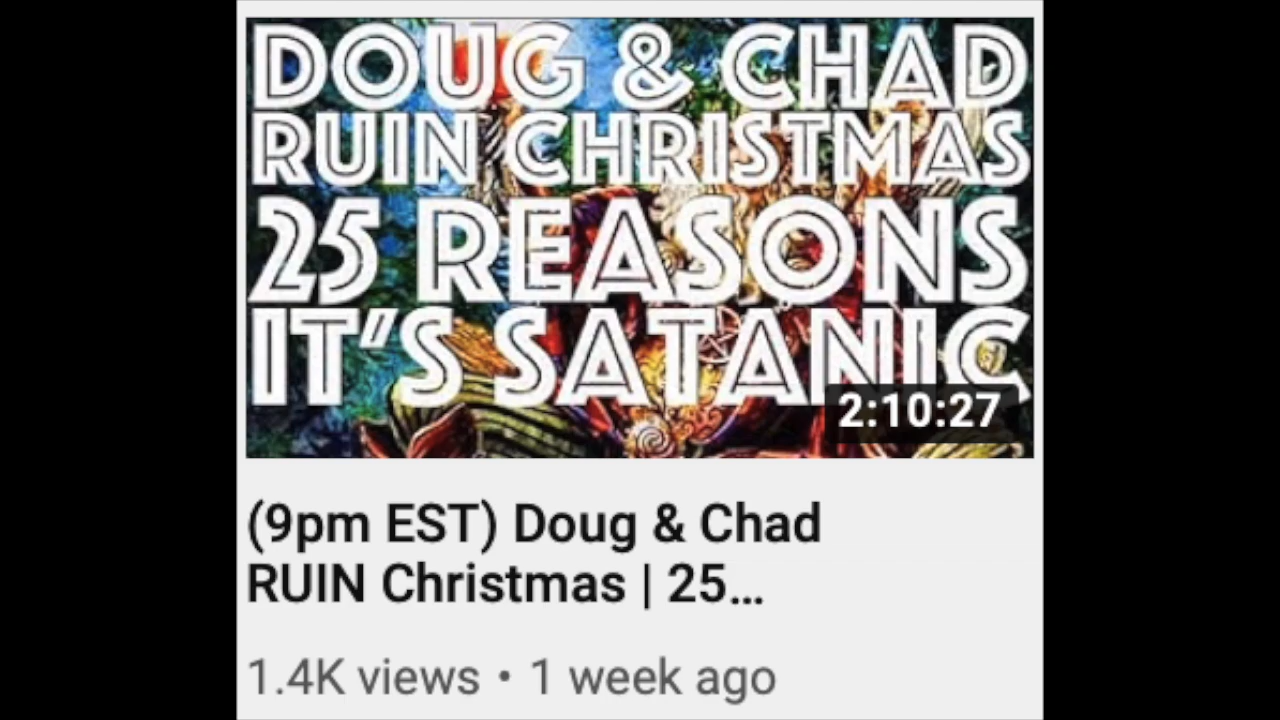 DOUG & CHAD
RUIN CHRISTMAS
25 REASONS
IT'S SATANIC
2:10:27
(9pm EST) Doug & Chad
RUIN Christmas | 25...
1.4K views • 1 week ago